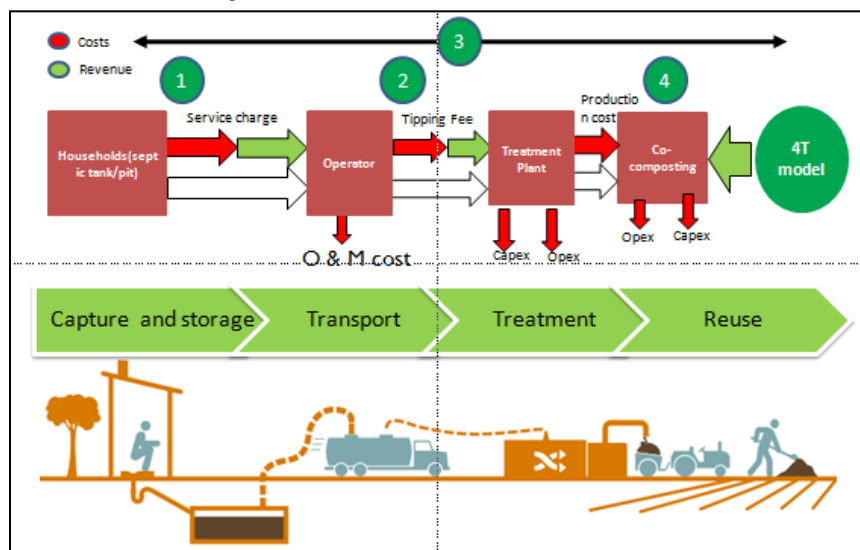 Costs
Revenue
3
1
2
4
Service charge
Tipping Fee
Productio
n cost
Households(sept
ic tank/pit)
Operator
Treatment
Plant
Co-
composting
4T
model
O & M cost
Capex
Opex
Opex
Capex
Capture and storage
Transport
Treatment
Reuse